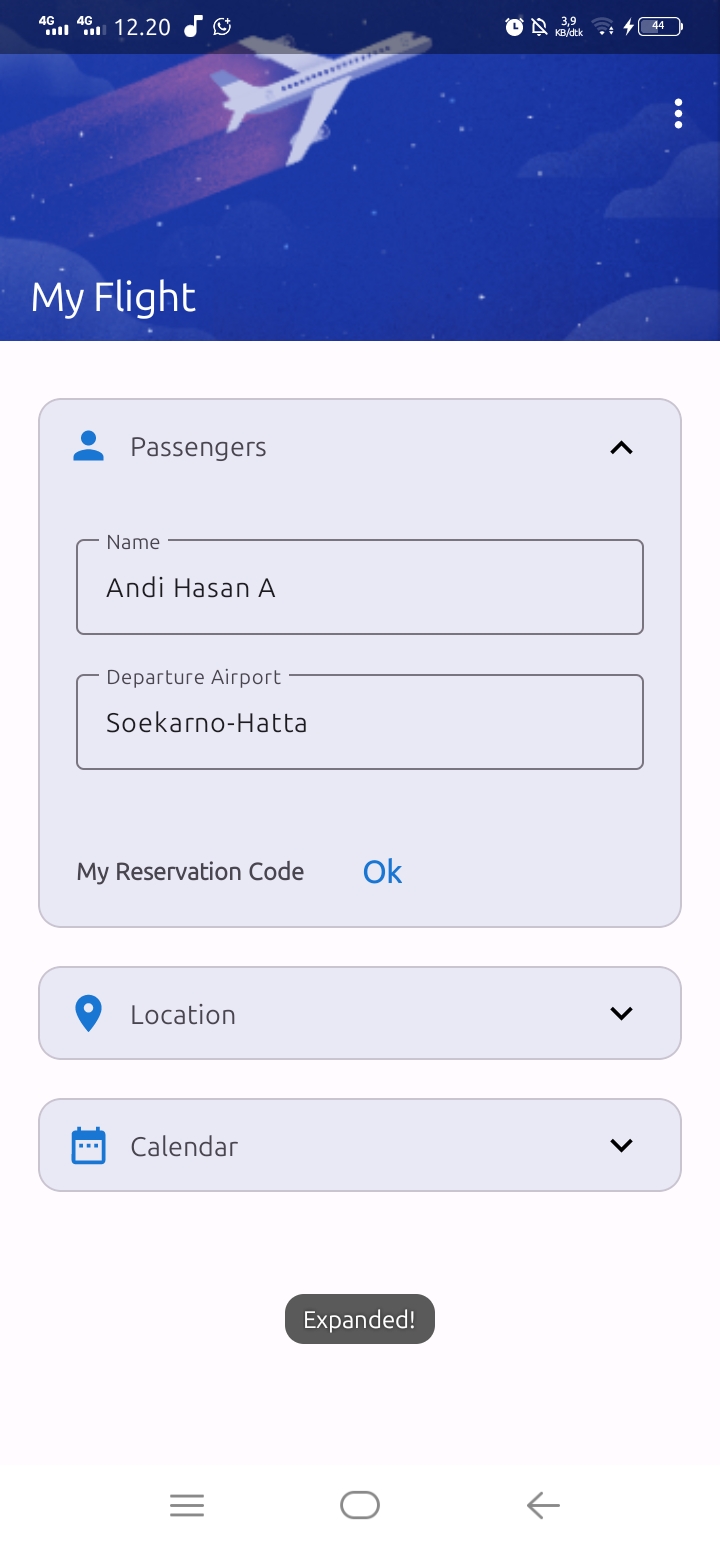 4G 4G 12.20 3,9 KB/dtk 44
My Flight
Passengers
Name
Andi Hasan A
Departure Airport
Soekarno-Hatta
My Reservation Code Ok
Location
Calendar
Expanded!